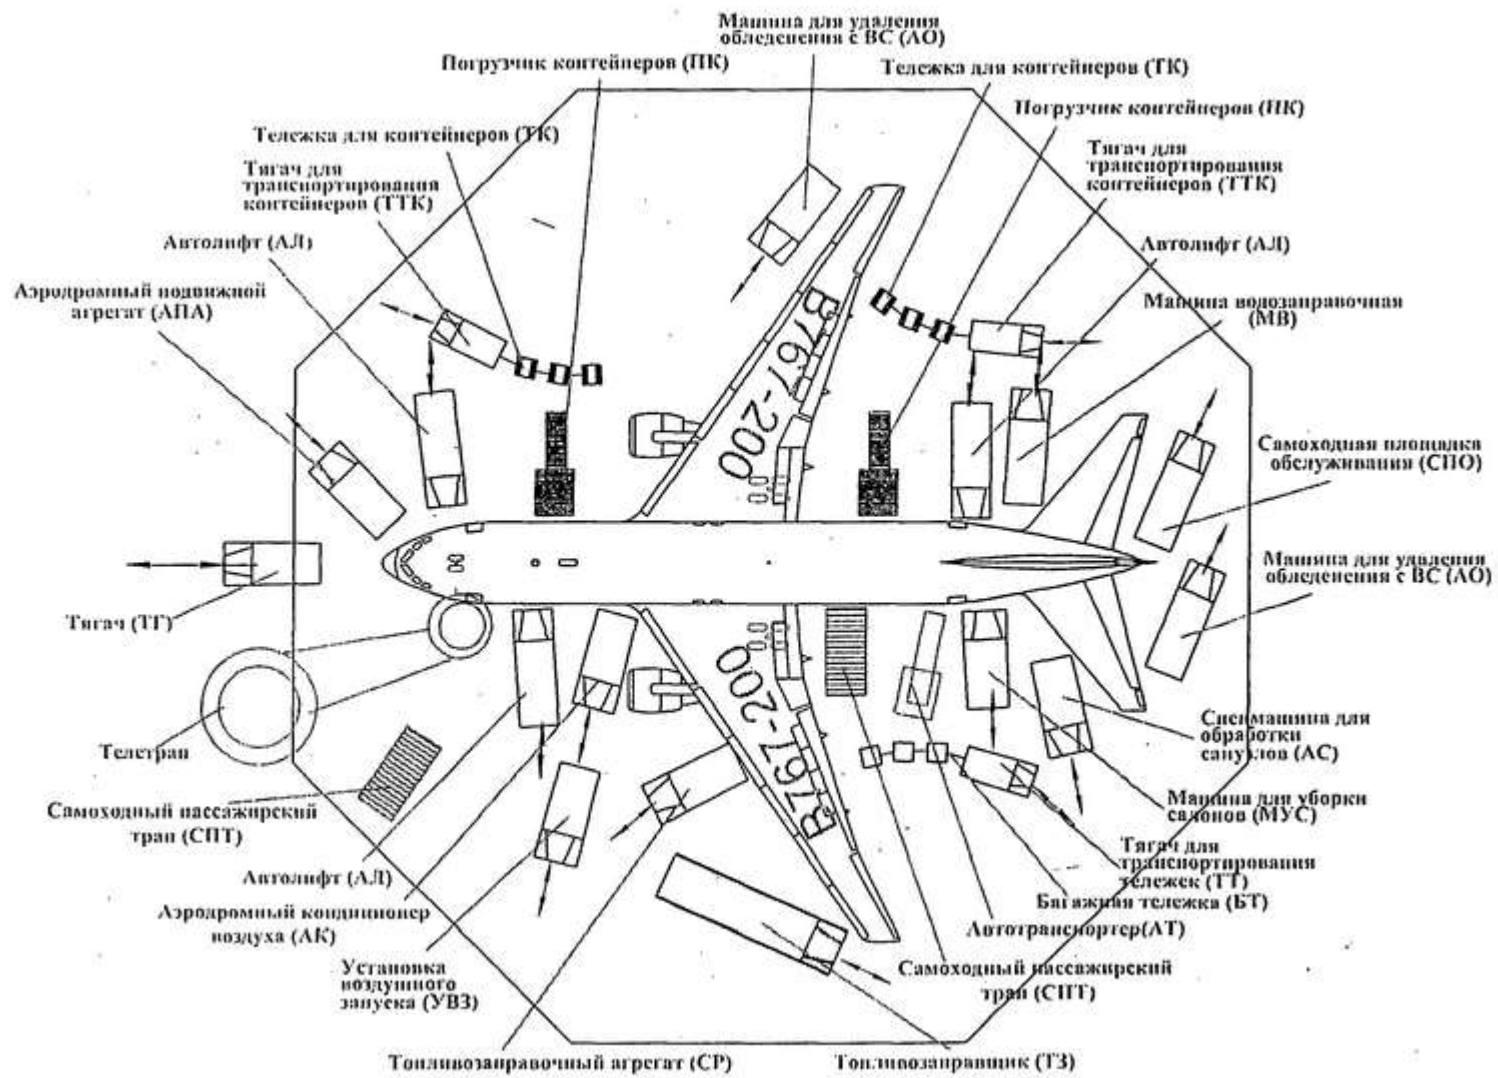 Машина для удаления
обледенения с ВС (ЛО)
Погрузчик контейнеров (ПК)
Тележка для контейнеров (ТК)
Погрузчик контейнеров (ПК)
Тележка для контейнеров (ТК)
Тягач для
транспортирования
контейнеров (ТТК)
Тягач для
транспортирования
контейнеров (ТТК)
Автолифт (АЛ)
Автолифт (АЛ)
Аэродромный подвижной
агрегат (АПА)
Машина водозаправочная
(МВ)
В767-200
Самоходная площадка
обслуживания (СПО)
Машина для удаления
обледенения с ВС (ЛО)
Тягач (ТГ)
В767-200
Телетрап
Спецмашина для
обработки
санузлов (АС)
Самоходный пассажирский
трап (СПТ)
Машина для уборки
салонов (МУС)
Тягач для
транспортирования
тележек (ТТ)
Автолифт (АЛ)
Багажная тележка (БТ)
Аэродромный кондиционер
воздуха (АК)
Автотранспортер(АТ)
Установка
воздушного
запуска (УВЗ)
Самоходный пассажирский
трап (СПТ)
Топливозаправочный агрегат (СР)
Топливозаправщик (ТЗ)